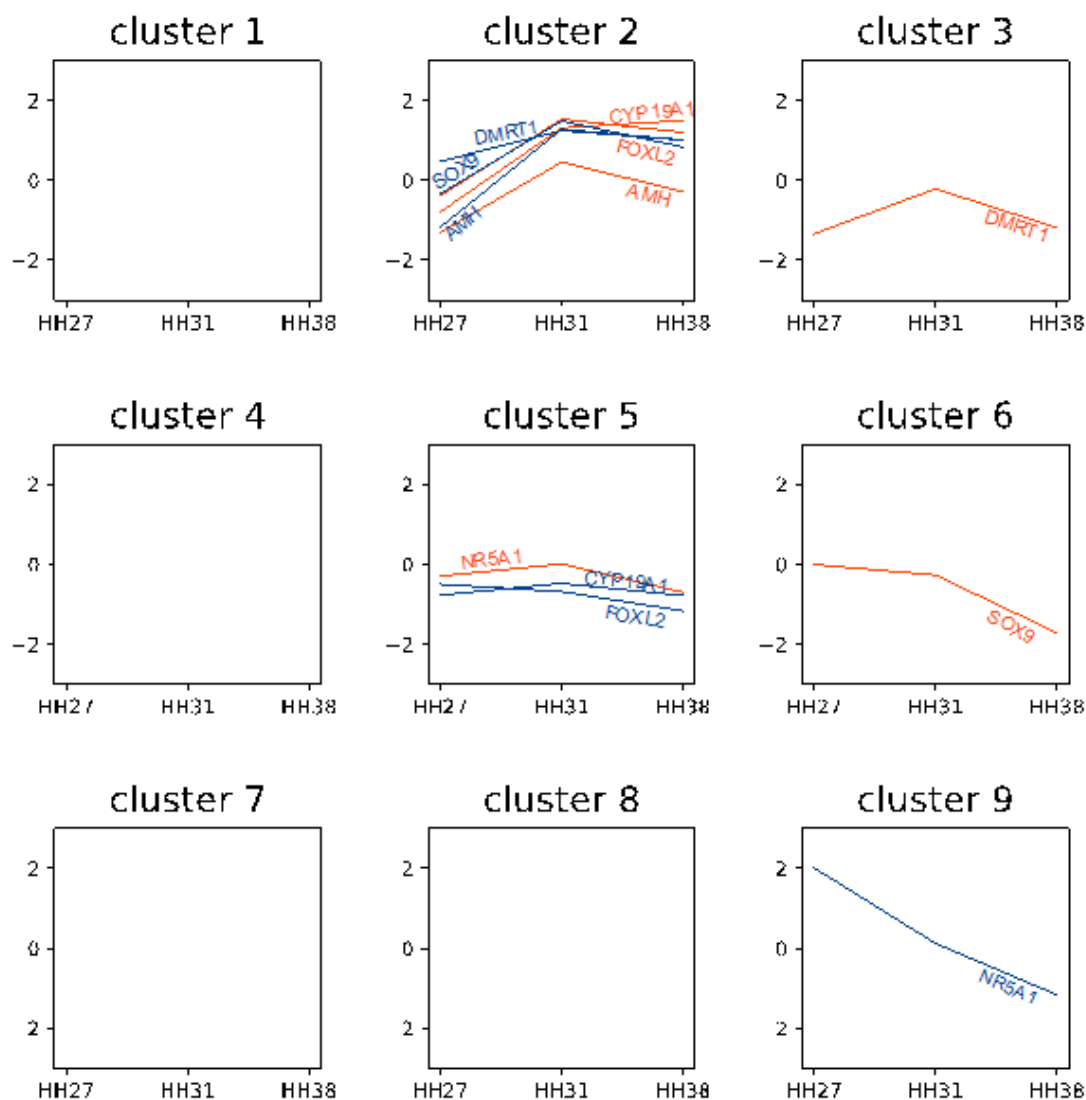 cluster 1 cluster 2 cluster 3
2 2 2
CYP19A1
DMRT1
FOXL2
SOX9
0 0 0
AMH
DMRT1
AMH
−2 −2 −2
HH27 HH31 HH38 HH27 HH31 HH38 HH27 HH31 HH38
cluster 4 cluster 5 cluster 6
2 2 2
NR5A1
0 0 0
CYP19A1
FOXL2
SOX9
−2 −2 −2
HH27 HH31 HH38 HH27 HH31 HH38 HH27 HH31 HH38
cluster 7 cluster 8 cluster 9
2 2 2
0 0 0
NR5A1
2 2 2
HH27 HH31 HH38 HH27 HH31 HH38 HH27 HH31 HH38